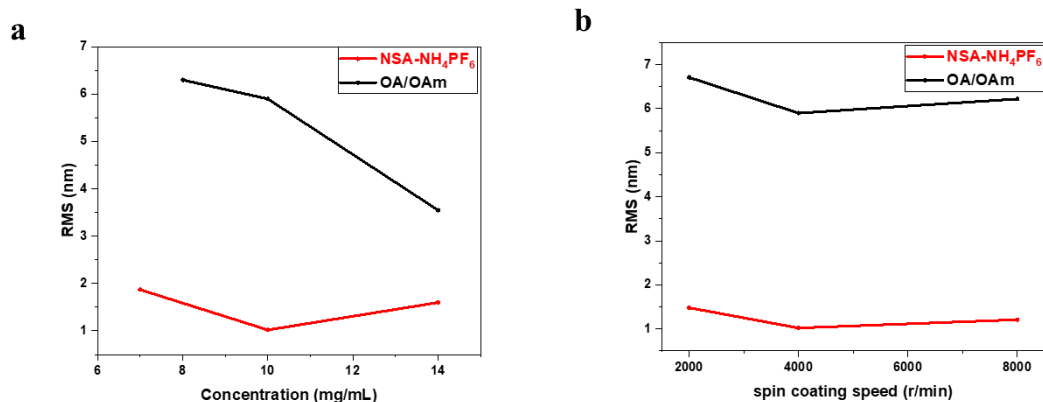 a
7
6
5
4
3
2
1
RMS (nm)
NSA-NH₄PF₆
OA/OAm
6 8 10 12 14
Concentration (mg/mL)
b
7
6
5
4
3
2
1
RMS (nm)
NSA-NH₄PF₆
OA/OAm
2000 4000 6000 8000
spin coating speed (r/min)